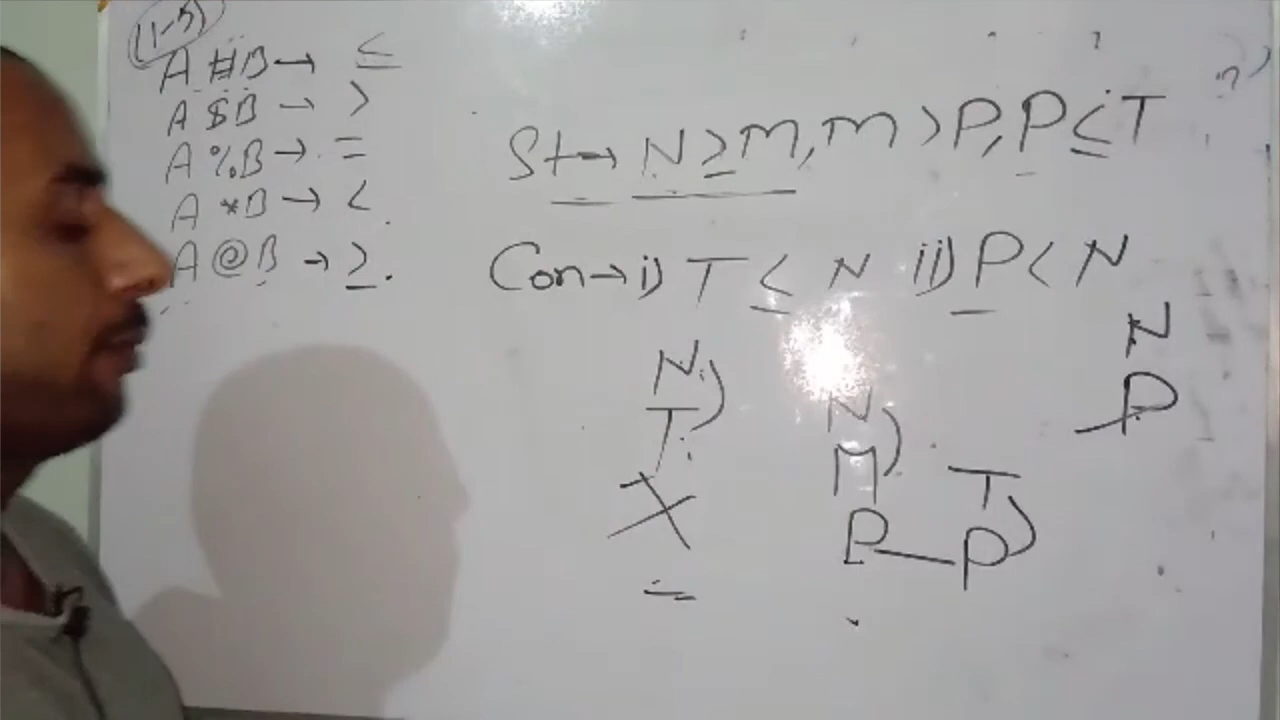 (1-5)
A # B → ≤
A $ B → >
A % B → =
A * B → <
A @ B → ≥.
St → N ≥ M, M > P, P ≤ T
Con → i) T ≤ N ii) P < N
N
T
X
N
M
P
T
P
N
P